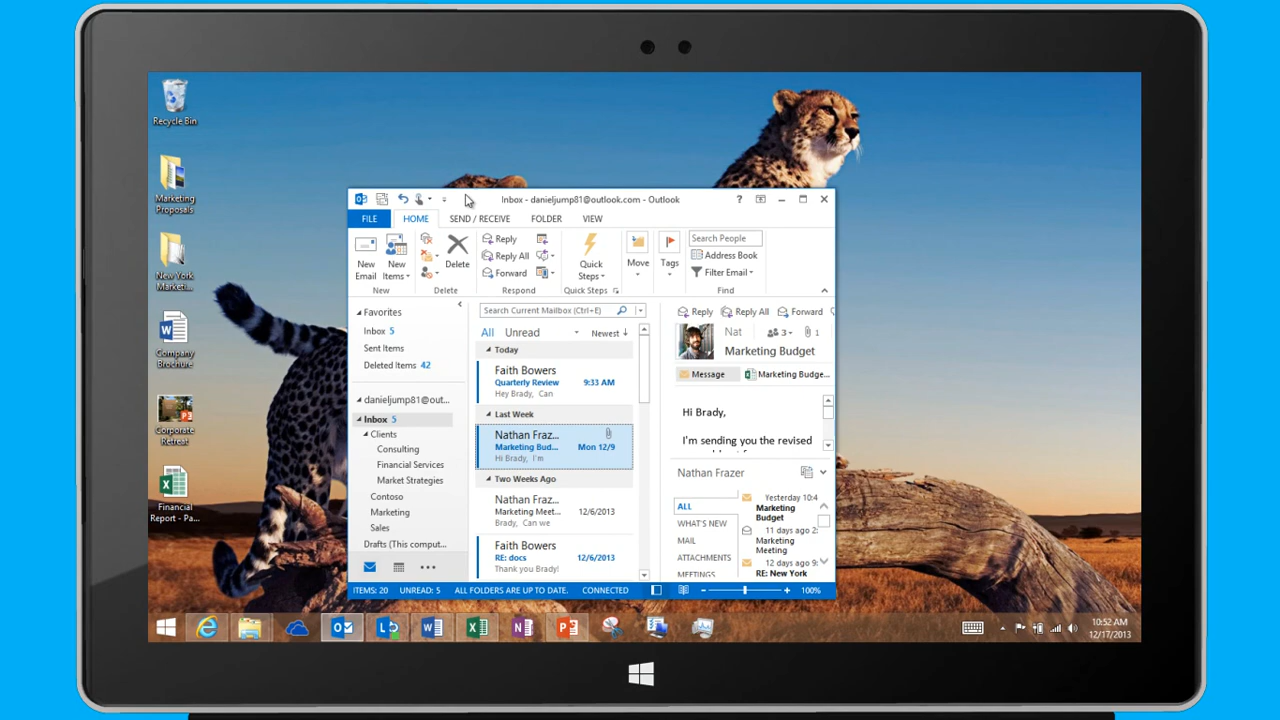 Recycle Bin
Marketing
Proposals
New York
Marketi...
Company
Brochure
Corporate
Retreat
Financial
Report - Pa...
Inbox - danieljump81@outlook.com - Outlook
?
FILE
HOME
SEND / RECEIVE
FOLDER
VIEW
New
Email
New
Items
New
Delete
Delete
Reply
Reply All
Forward
Respond
Quick
Steps
Quick Steps
Move
Tags
Search People
Address Book
Filter Email
Find
Favorites
Inbox 5
Sent Items
Deleted Items 42
danieljump81@out...
Inbox 5
Clients
Consulting
Financial Services
Market Strategies
Contoso
Marketing
Sales
Drafts (This comput...
Search Current Mailbox (Ctrl+E)
All Unread Newest
Today
Faith Bowers
Quarterly Review 9:33 AM
Hey Brady, Can
Last Week
Nathan Fraz...
Marketing Bud... Mon 12/9
Hi Brady, I'm
Two Weeks Ago
Nathan Fraz...
Marketing Meet... 12/6/2013
Brady, Can we
Faith Bowers
RE: docs 12/6/2013
Thank you Brady!
Reply Reply All Forward
Nat 3 1
Marketing Budget
Message Marketing Budge...
Hi Brady,
I'm sending you the revised
Nathan Frazer
ALL
WHAT'S NEW
MAIL
ATTACHMENTS
MEETINGS
Yesterday 10:4
Marketing
Budget
11 days ago 2:
Marketing
Meeting
12 days ago 9:
RE: New York
ITEMS: 20 UNREAD: 5 ALL FOLDERS ARE UP TO DATE. CONNECTED 100%
10:52 AM
12/17/2013